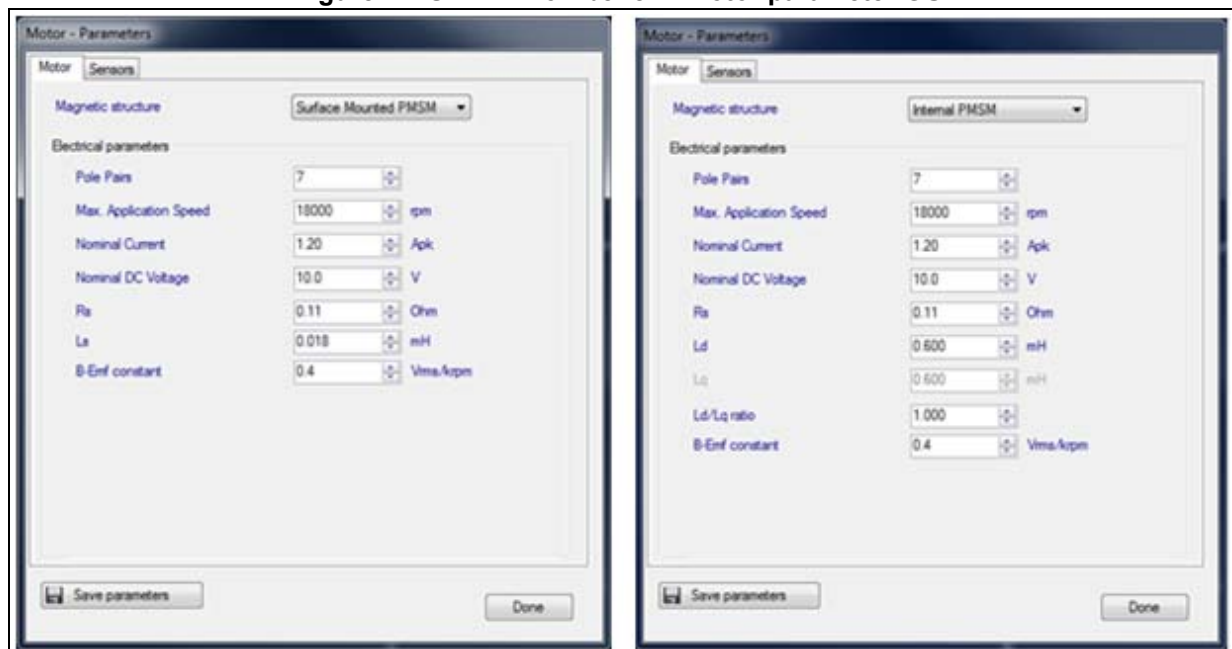 Motor - Parameters
Motor Sensors
Magnetic structure Surface Mounted PMSM
Electrical parameters
Pole Pairs 7
Max. Application Speed 18000 rpm
Nominal Current 1.20 Apk
Nominal DC Voltage 10.0 V
Rs 0.11 Ohm
Ls 0.018 mH
B-Emf constant 0.4 Vrms/krpm
Save parameters
Done
Motor - Parameters
Motor Sensors
Magnetic structure Internal PMSM
Electrical parameters
Pole Pairs 7
Max. Application Speed 18000 rpm
Nominal Current 1.20 Apk
Nominal DC Voltage 10.0 V
Rs 0.11 Ohm
Ld 0.600 mH
Lq 0.600 mH
Ld/Lq ratio 1.000
B-Emf constant 0.4 Vrms/krpm
Save parameters
Done